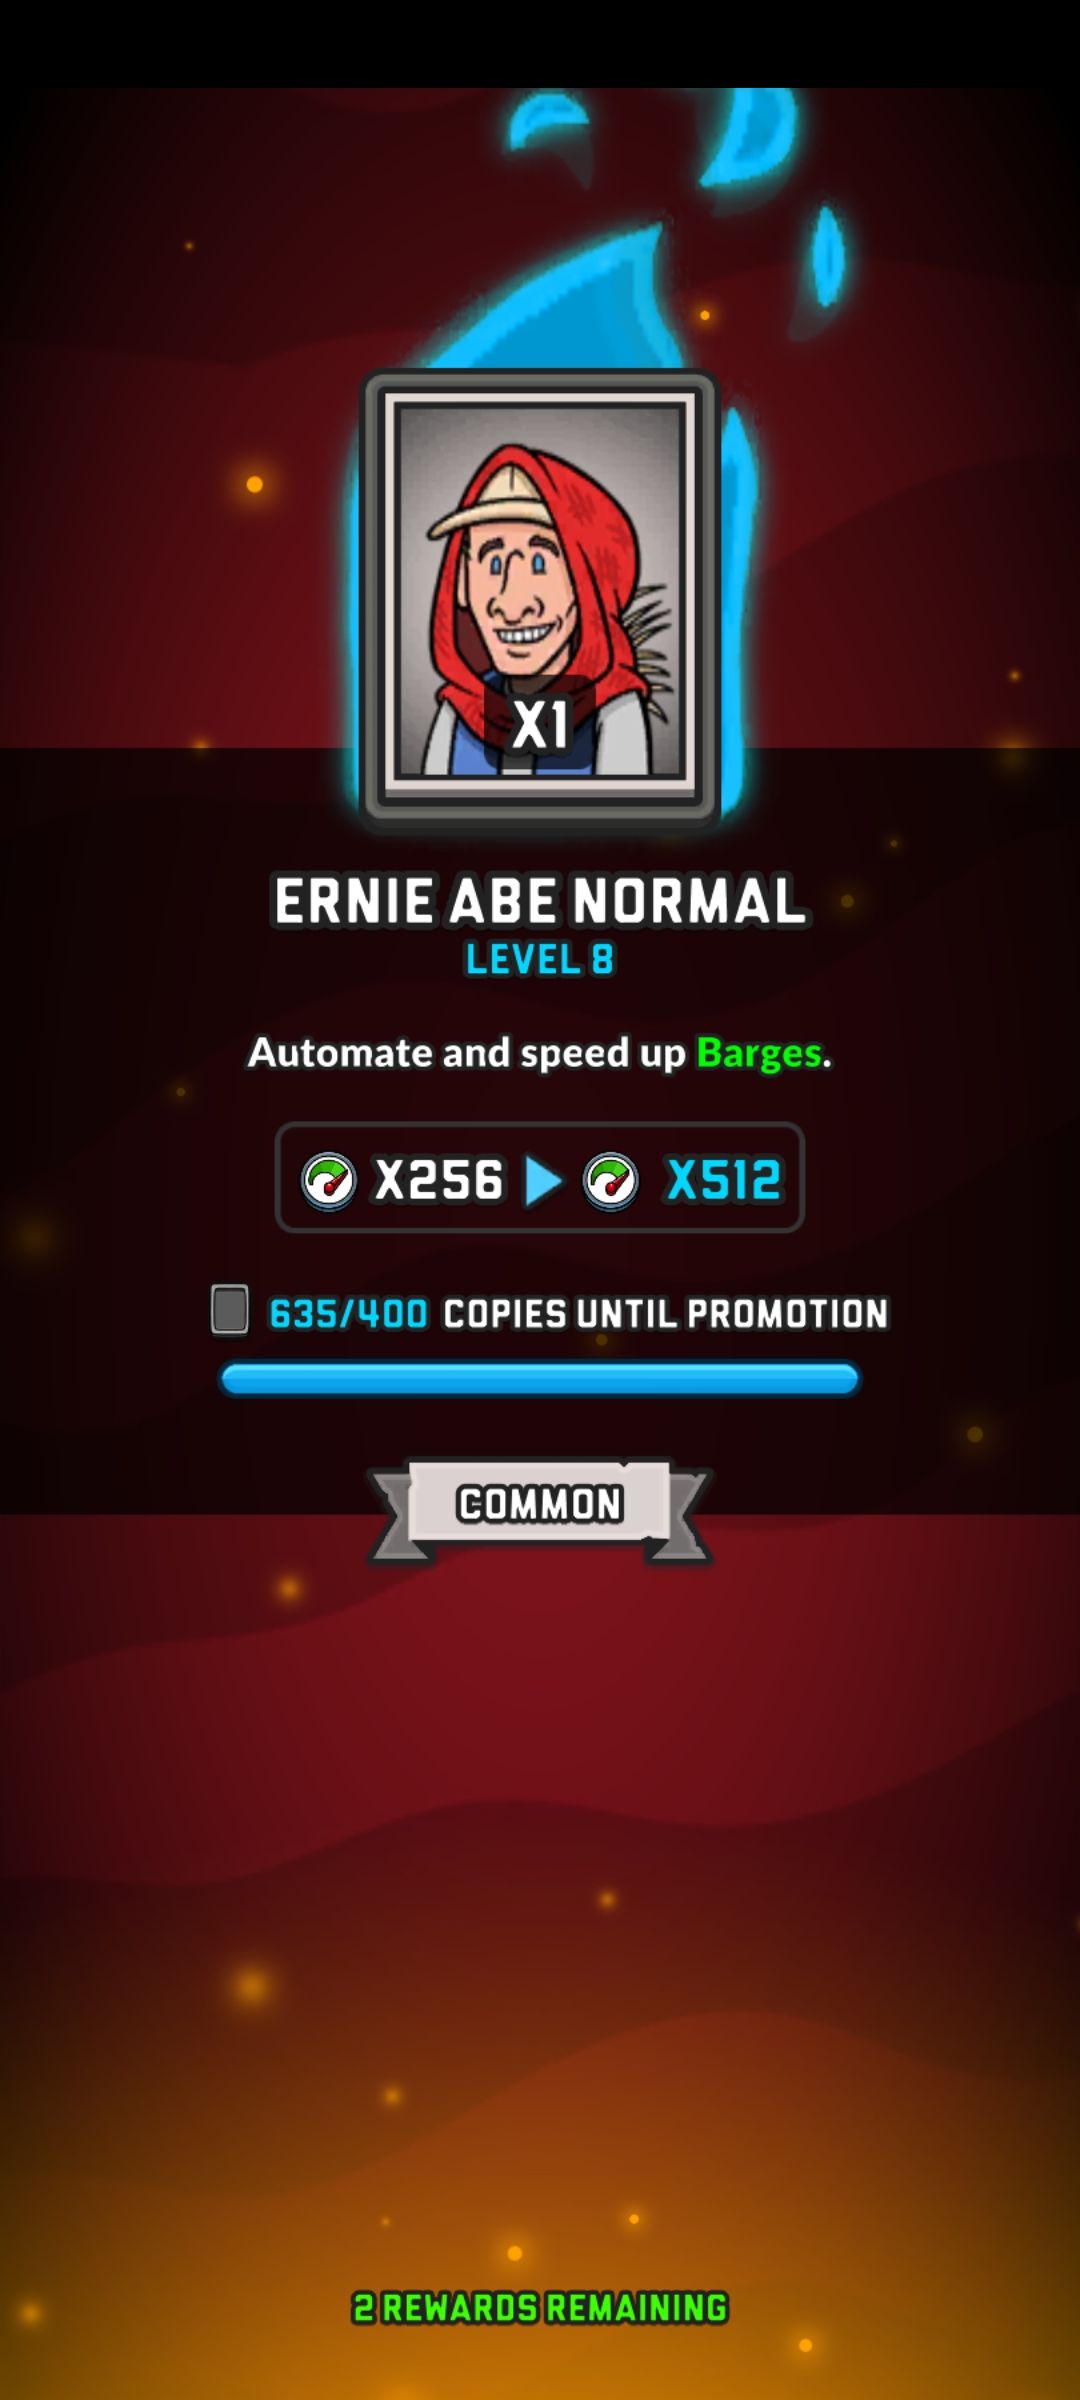 X1
ERNIE ABE NORMAL
LEVEL 8
Automate and speed up Barges.
X256 X512
635/400 COPIES UNTIL PROMOTION
COMMON
2 REWARDS REMAINING